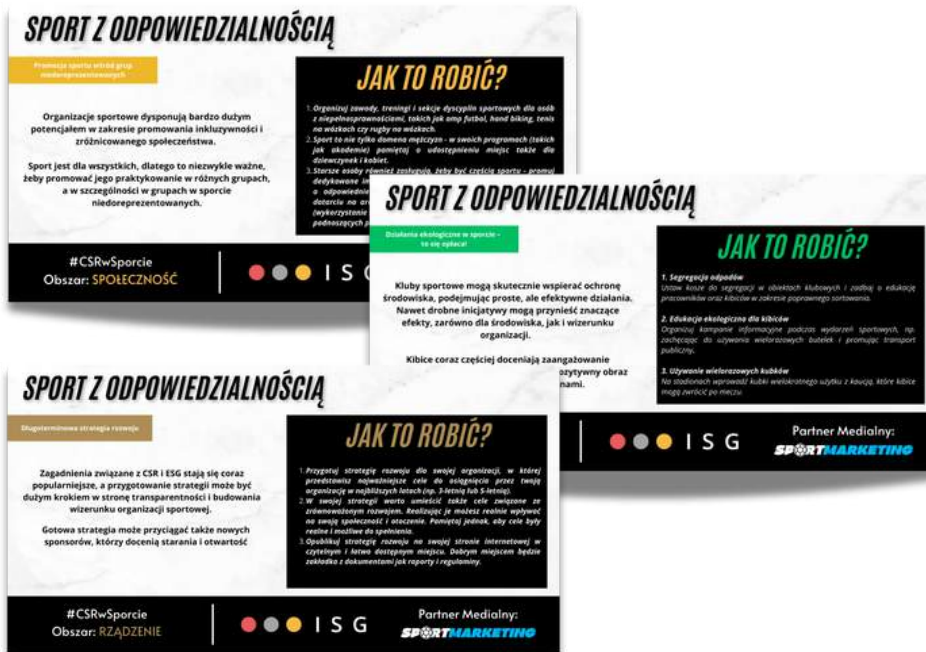 SPORT Z ODPOWIEDZIALNOŚCIĄ
Promocja sportu wśród grup
niedoreprezentowanych
Organizacje sportowe dysponują bardzo dużym
potencjałem w zakresie promowania inkluzywności i
zróżnicowanego społeczeństwa.
Sport jest dla wszystkich, dlatego to niezwykle ważne,
żeby promować jego praktykowanie w różnych grupach,
a w szczególności w grupach w sporcie
niedoreprezentowanych.
JAK TO ROBIĆ?
1. Organizuj zawody, treningi i sekcje dyscyplin sportowych dla osób
z niepełnosprawnościami, takich jak amp futbol, hand biking, tenis
na wózkach czy rugby na wózkach.
2. Sport to nie tylko domena mężczyzn - w swoich programach (takich
jak akademie) pamiętaj o udostępnieniu miejsc także dla
dziewczynek i kobiet.
3. Starsze osoby również zasługują, żeby być częścią sportu - promuj
dedykowane
o odpowiednie
dotarciu na
(wykorzystanie
podnoszących
#CSRwSporcie
Obszar: SPOŁECZNOŚĆ
ISG
SPORT Z ODPOWIEDZIALNOŚCIĄ
Działania ekologiczne w sporcie –
to się opłaca!
Kluby sportowe mogą skutecznie wspierać ochronę
środowiska, podejmując proste, ale efektywne działania.
Nawet drobne inicjatywy mogą przynieść znaczące
efekty, zarówno dla środowiska, jak i wizerunku
organizacji.
Kibice coraz częściej doceniają zaangażowanie
ozytywny obraz
nami.
JAK TO ROBIĆ?
1. Segregacja odpadów
Ustaw kosze do segregacji w obiektach klubowych i zadbaj o edukację
pracowników oraz kibiców w zakresie poprawnego sortowania.
2. Edukacja ekologiczna dla kibiców
Organizuj kampanie informacyjne podczas wydarzeń sportowych, np.
zachęcając do używania wielorazowych butelek i promując transport
publiczny.
3. Używanie wielorazowych kubków
Na stadionach wprowadź kubki wielokrotnego użytku z kaucją, które kibice
mogą zwrócić po meczu.
ISG
Partner Medialny:
SPORTMARKETING
SPORT Z ODPOWIEDZIALNOŚCIĄ
Długoterminowa strategia rozwoju
Zagadnienia związane z CSR i ESG stają się coraz
popularniejsze, a przygotowanie strategii może być
dużym krokiem w stronę transparentności i budowania
wizerunku organizacji sportowej.
Gotowa strategia może przyciągać także nowych
sponsorów, którzy docenią starania i otwartość
JAK TO ROBIĆ?
1. Przygotuj strategię rozwoju dla swojej organizacji, w której
przedstawisz najważniejsze cele do osiągnięcia przez twoją
organizację w najbliższych latach (np. 3-letnią lub 5-letnią).
2. W swojej strategii warto umieścić także cele związane ze
zrównoważonym rozwojem. Realizując je możesz realnie wpływać
na swoją społeczność i otoczenie. Pamiętaj jednak, aby cele były
realne i możliwe do spełnienia.
3. Opublikuj strategię rozwoju na swojej stronie internetowej w
czytelnym i łatwo dostępnym miejscu. Dobrym miejscem będzie
zakładka z dokumentami jak raporty i regulaminy.
#CSRwSporcie
Obszar: RZĄDZENIE
ISG
Partner Medialny:
SPORTMARKETING